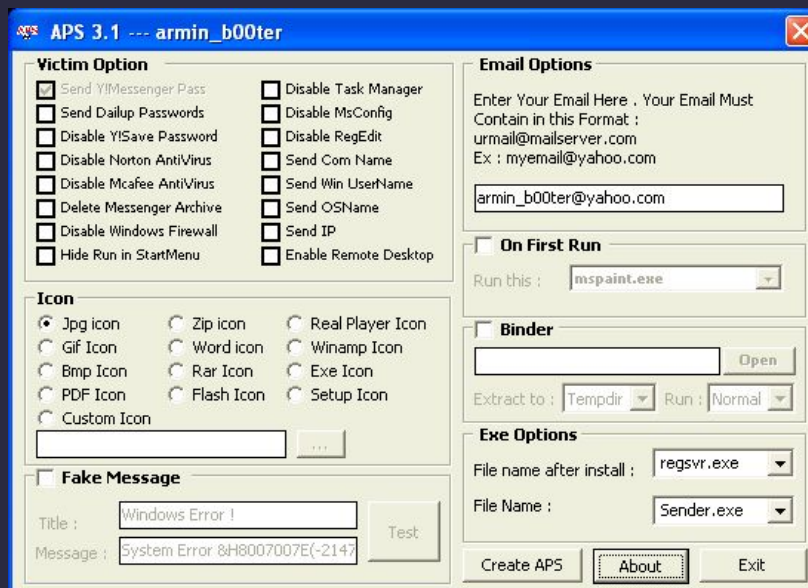 APS 3.1 --- armin_b00ter
Victim Option
Send Y!Messenger Pass
Send Dailup Passwords
Disable Y!Save Password
Disable Norton AntiVirus
Disable Mcafee AntiVirus
Delete Messenger Archive
Disable Windows Firewall
Hide Run in StartMenu
Disable Task Manager
Disable MsConfig
Disable RegEdit
Send Com Name
Send Win UserName
Send OSName
Send IP
Enable Remote Desktop
Icon
Jpg icon
Gif Icon
Bmp Icon
PDF Icon
Custom Icon
Zip icon
Word icon
Rar Icon
Flash Icon
Real Player Icon
Winamp Icon
Exe Icon
Setup Icon
...
Fake Message
Title :
Windows Error !
Message :
System Error &H8007007E(-2147
Test
Email Options
Enter Your Email Here . Your Email Must
Contain in this Format :
urmail@mailserver.com
Ex : myemail@yahoo.com
armin_b00ter@yahoo.com
On First Run
Run this :
mspaint.exe
Binder
Open
Extract to :
Tempdir
Run :
Normal
Exe Options
File name after install :
regsvr.exe
File Name :
Sender.exe
Create APS
About
Exit